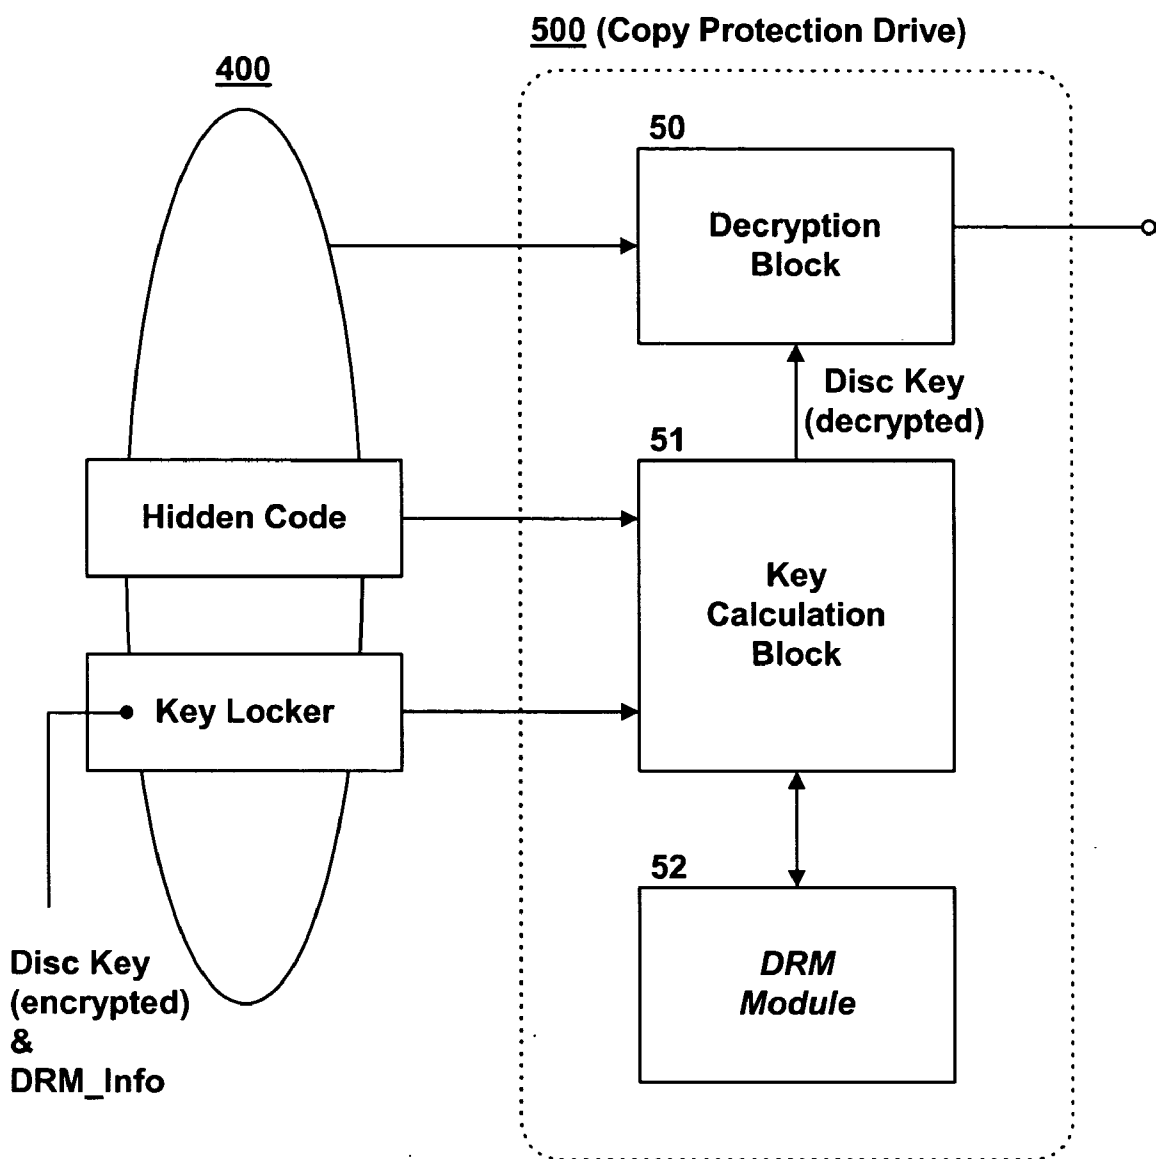 500 (Copy Protection Drive)
400
50
Decryption
Block
Disc Key
(decrypted)
51
Hidden Code
Key
Calculation
Block
Key Locker
52
DRM
Module
Disc Key
(encrypted)
&
DRM_Info